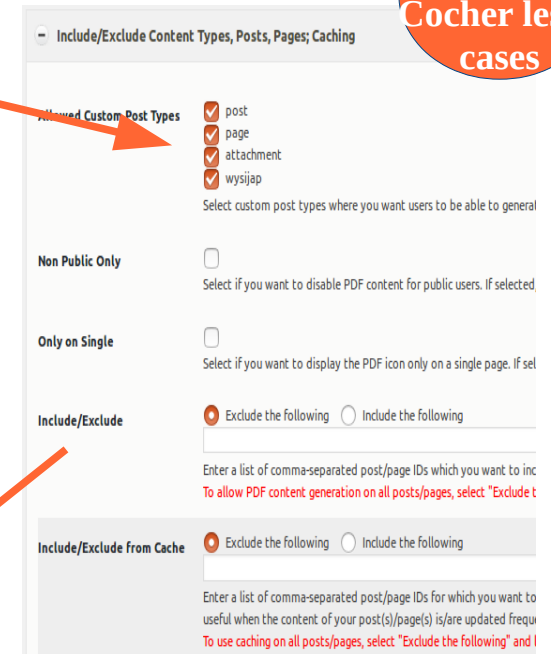 Cocher les
cases
Include/Exclude Content Types, Posts, Pages; Caching
Allowed Custom Post Types
post
page
attachment
wysijap
Select custom post types where you want users to be able to
Non Public Only
Select if you want to disable PDF content for public users. If selected,
Only on Single
Select if you want to display the PDF icon only on a single page. If
Include/Exclude
Exclude the following Include the following
Enter a list of comma-separated post/page IDs which you want to
To allow PDF content generation on all posts/pages, select "Exclude
Include/Exclude from Cache
Exclude the following Include the following
Enter a list of comma-separated post/page IDs for which you want to
useful when the content of your post(s)/page(s) is/are updated
To use caching on all posts/pages, select "Exclude the following" and